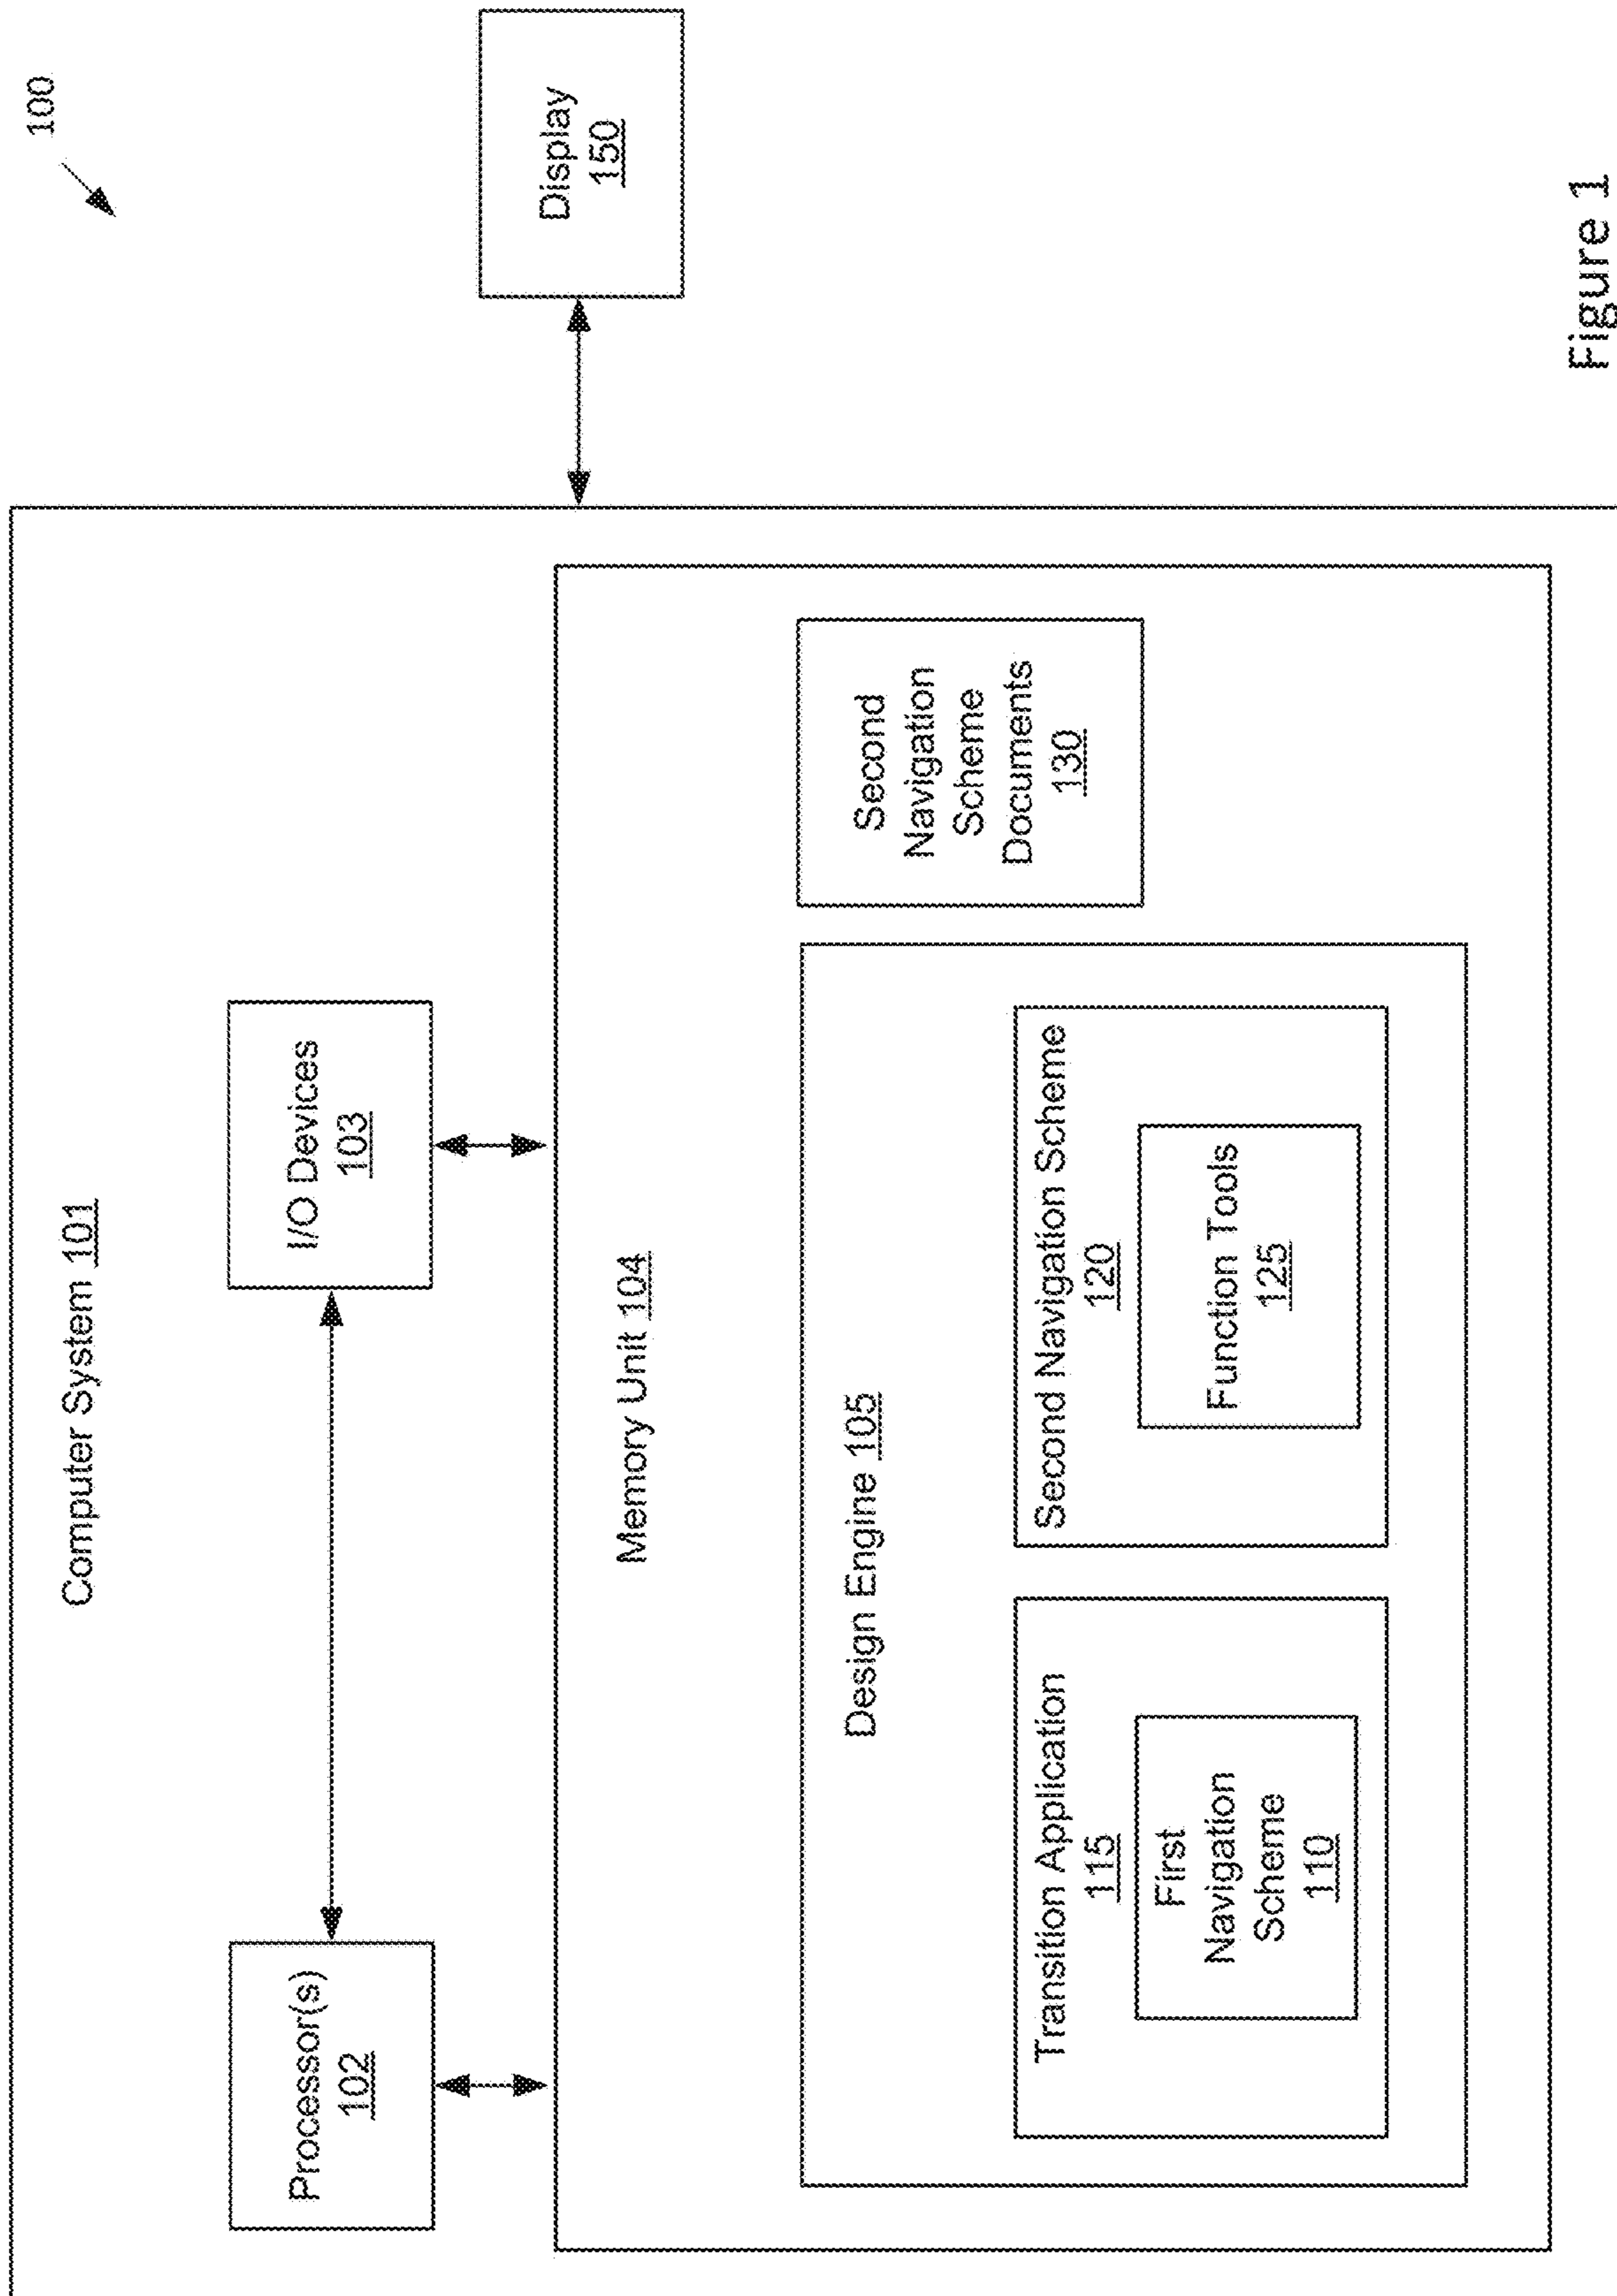 100
Computer System 101
Processor(s)
102
I/O Devices
103
Display
150
Memory Unit 104
Design Engine 105
Transition Application
115
First
Navigation
Scheme
110
Second Navigation Scheme
120
Function Tools
125
Second
Navigation
Scheme
Documents
130
Figure 1